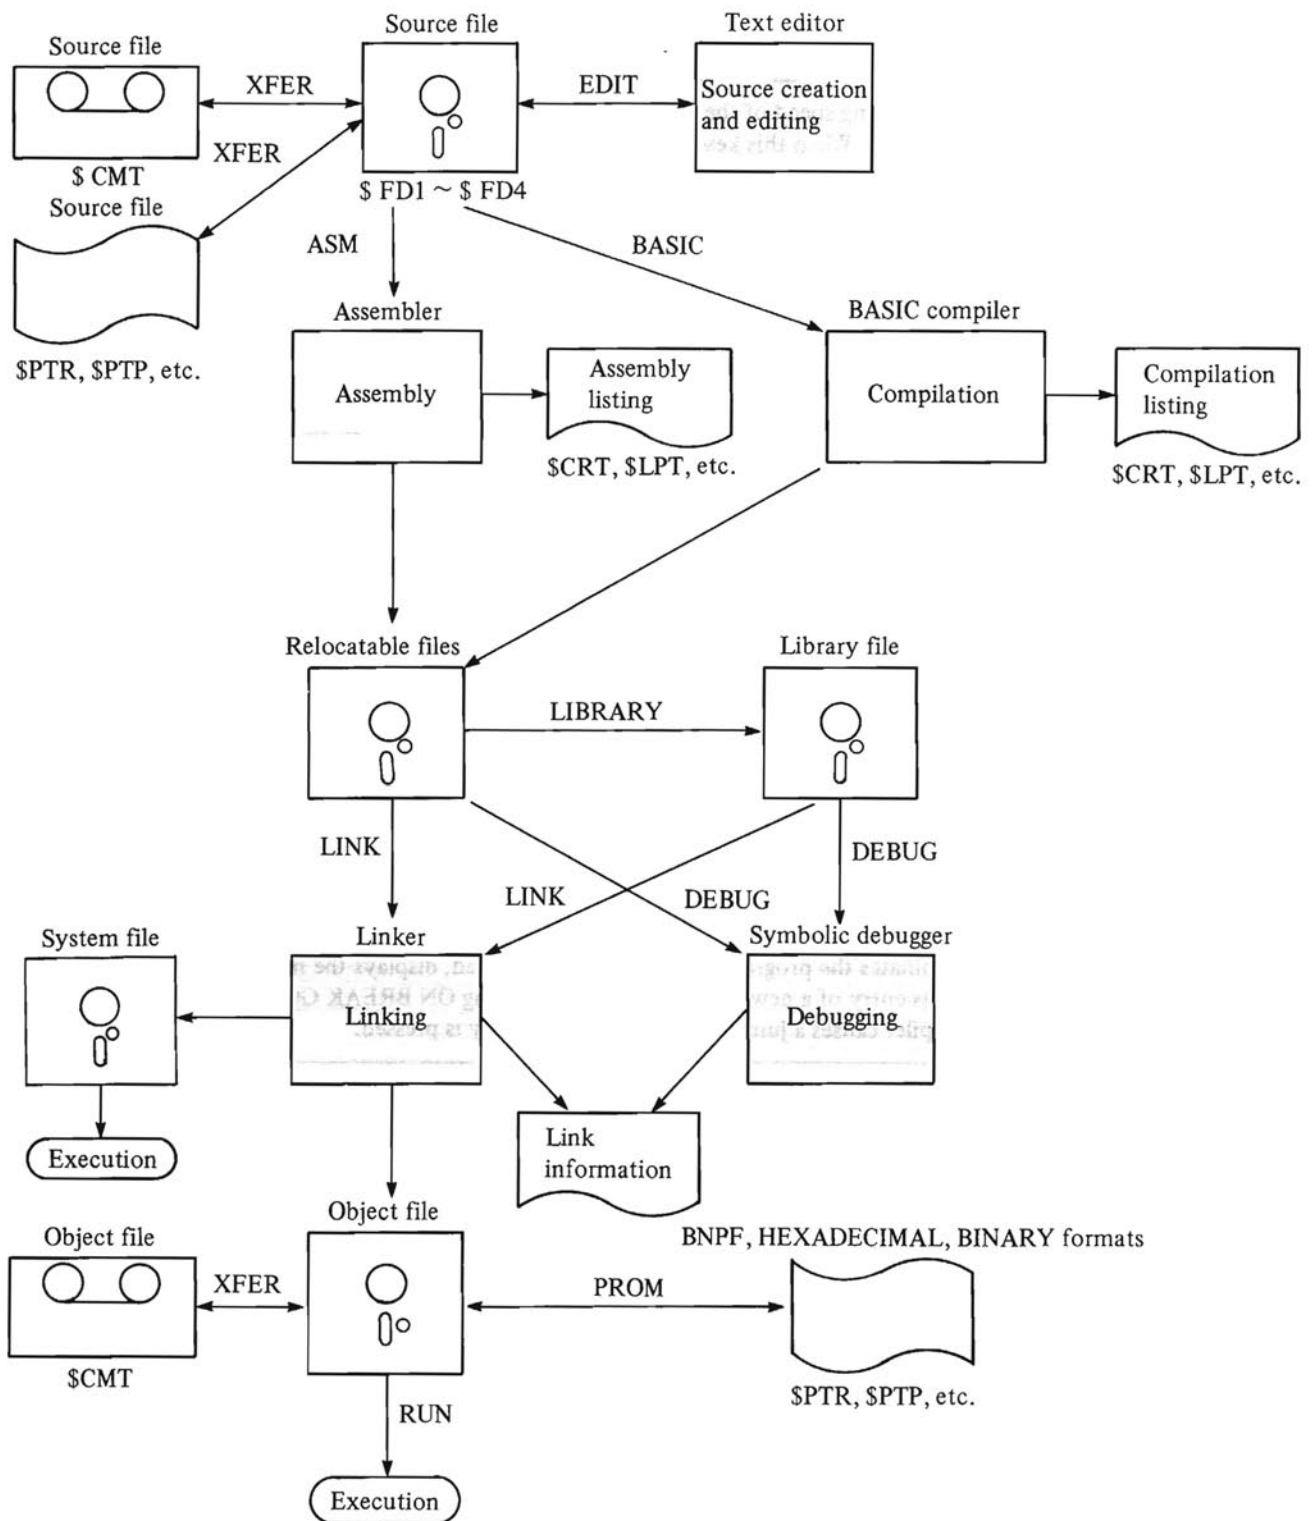 Source file
Text editor
Source file
XFER
EDIT
Source creation
and editing
XFER
$ CMT
$ FD1 ~ $ FD4
Source file
ASM
BASIC
Assembler
BASIC compiler
$PTR, $PTP, etc.
Assembly
Assembly
listing
Compilation
Compilation
listing
$CRT, $LPT, etc.
$CRT, $LPT, etc.
Relocatable files
Library file
LIBRARY
LINK
DEBUG
LINK
DEBUG
System file
Linker
Symbolic debugger
Linking
Debugging
Execution
Link
information
Object file
Object file
BNPF, HEXADECIMAL, BINARY formats
XFER
PROM
$CMT
$PTR, $PTP, etc.
RUN
Execution